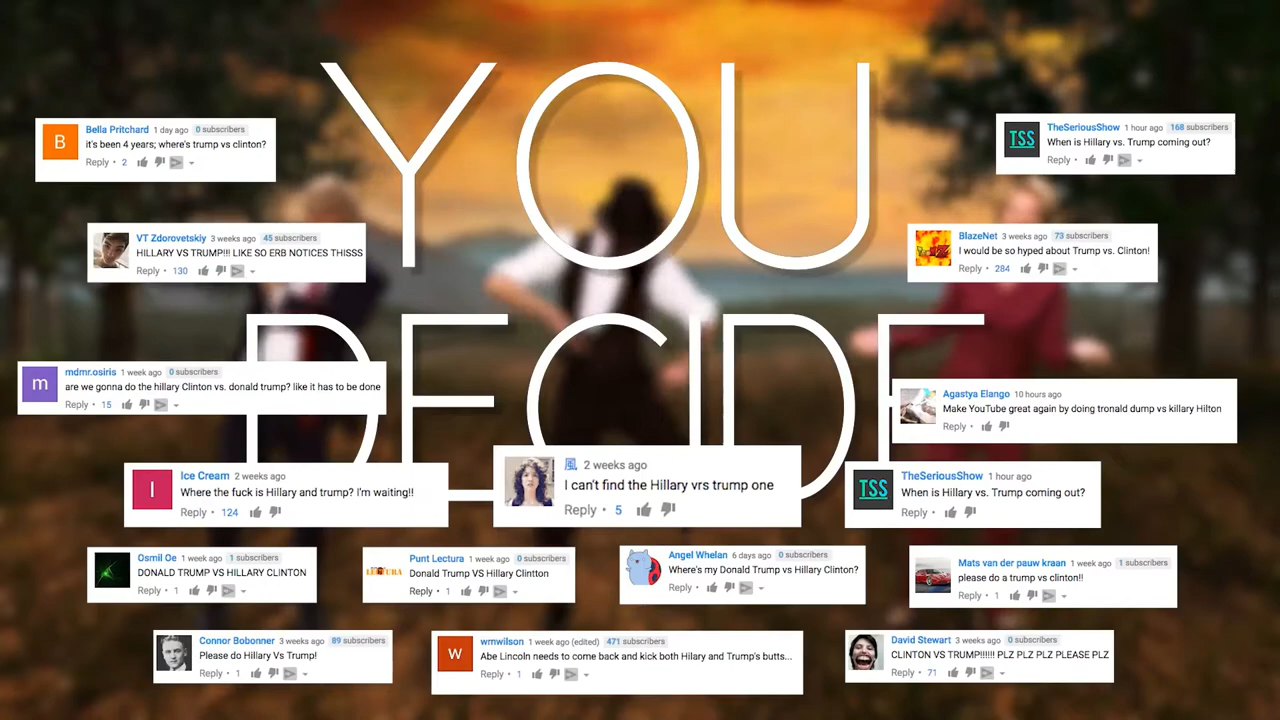 YOU
DECIDE
B
Bella Pritchard 1 day ago 0 subscribers
it's been 4 years; where's trump vs clinton?
Reply • 2
TSS
TheSeriousShow 1 hour ago 168 subscribers
When is Hillary vs. Trump coming out?
Reply •
VT Zdorovetskiy 3 weeks ago 45 subscribers
HILLARY VS TRUMP!!! LIKE SO ERB NOTICES THISSS
Reply • 130
BlazeNet 3 weeks ago 73 subscribers
I would be so hyped about Trump vs. Clinton!
Reply • 284
m
mdmr.osiris 1 week ago 0 subscribers
are we gonna do the hillary Clinton vs. donald trump? like it has to be done
Reply • 15
Agastya Elango 10 hours ago
Make YouTube great again by doing tronald dump vs killary Hilton
Reply •
I
Ice Cream 2 weeks ago
Where the fuck is Hillary and trump? I'm waiting!!
Reply • 124
風 2 weeks ago
I can't find the Hillary vrs trump one
Reply • 5
TSS
TheSeriousShow 1 hour ago
When is Hillary vs. Trump coming out?
Reply •
Osmil Oe 1 week ago 1 subscribers
DONALD TRUMP VS HILLARY CLINTON
Reply • 1
Punt Lectura 1 week ago 0 subscribers
Donald Trump VS Hillary Clintton
Reply • 1
Angel Whelan 6 days ago 0 subscribers
Where's my Donald Trump vs Hillary Clinton?
Reply •
Mats van der pauw kraan 1 week ago 1 subscribers
please do a trump vs clinton!!
Reply • 1
Connor Bobonner 3 weeks ago 89 subscribers
Please do Hillary Vs Trump!
Reply • 1
W
wmwilson 1 week ago (edited) 471 subscribers
Abe Lincoln needs to come back and kick both Hilary and Trump's butts...
Reply • 1
David Stewart 3 weeks ago 0 subscribers
CLINTON VS TRUMP!!!!!! PLZ PLZ PLZ PLEASE PLZ
Reply • 71